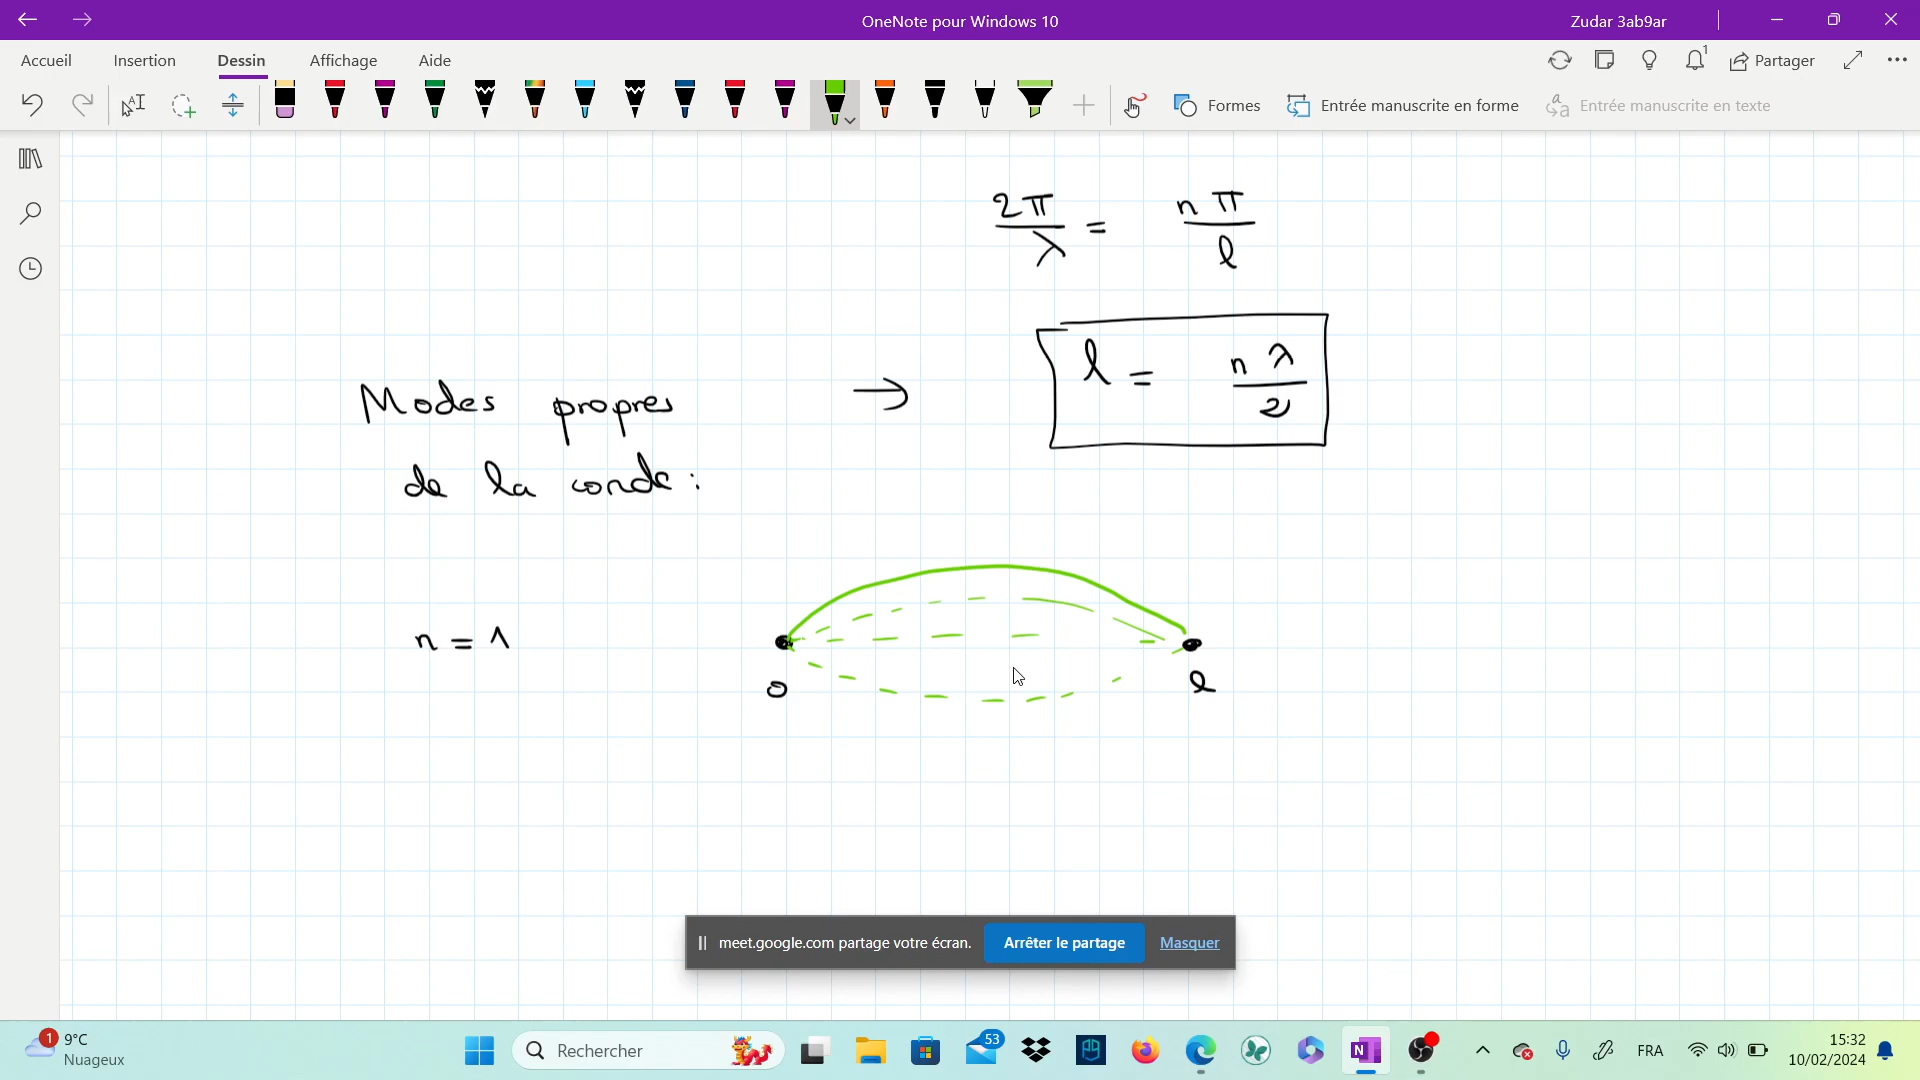 OneNote pour Windows 10
Zudar 3ab9ar
Accueil Insertion Dessin Affichage Aide
1
Partager
Formes Entrée manuscrite en forme Entrée manuscrite en texte
2π/λ = nπ/l
Modes propres → l = nλ/2
de la corde :
n = 1
0 l
meet.google.com partage votre écran. Arrêter le partage Masquer
1 9°C
Nuageux
Rechercher
53
FRA
15:32
10/02/2024